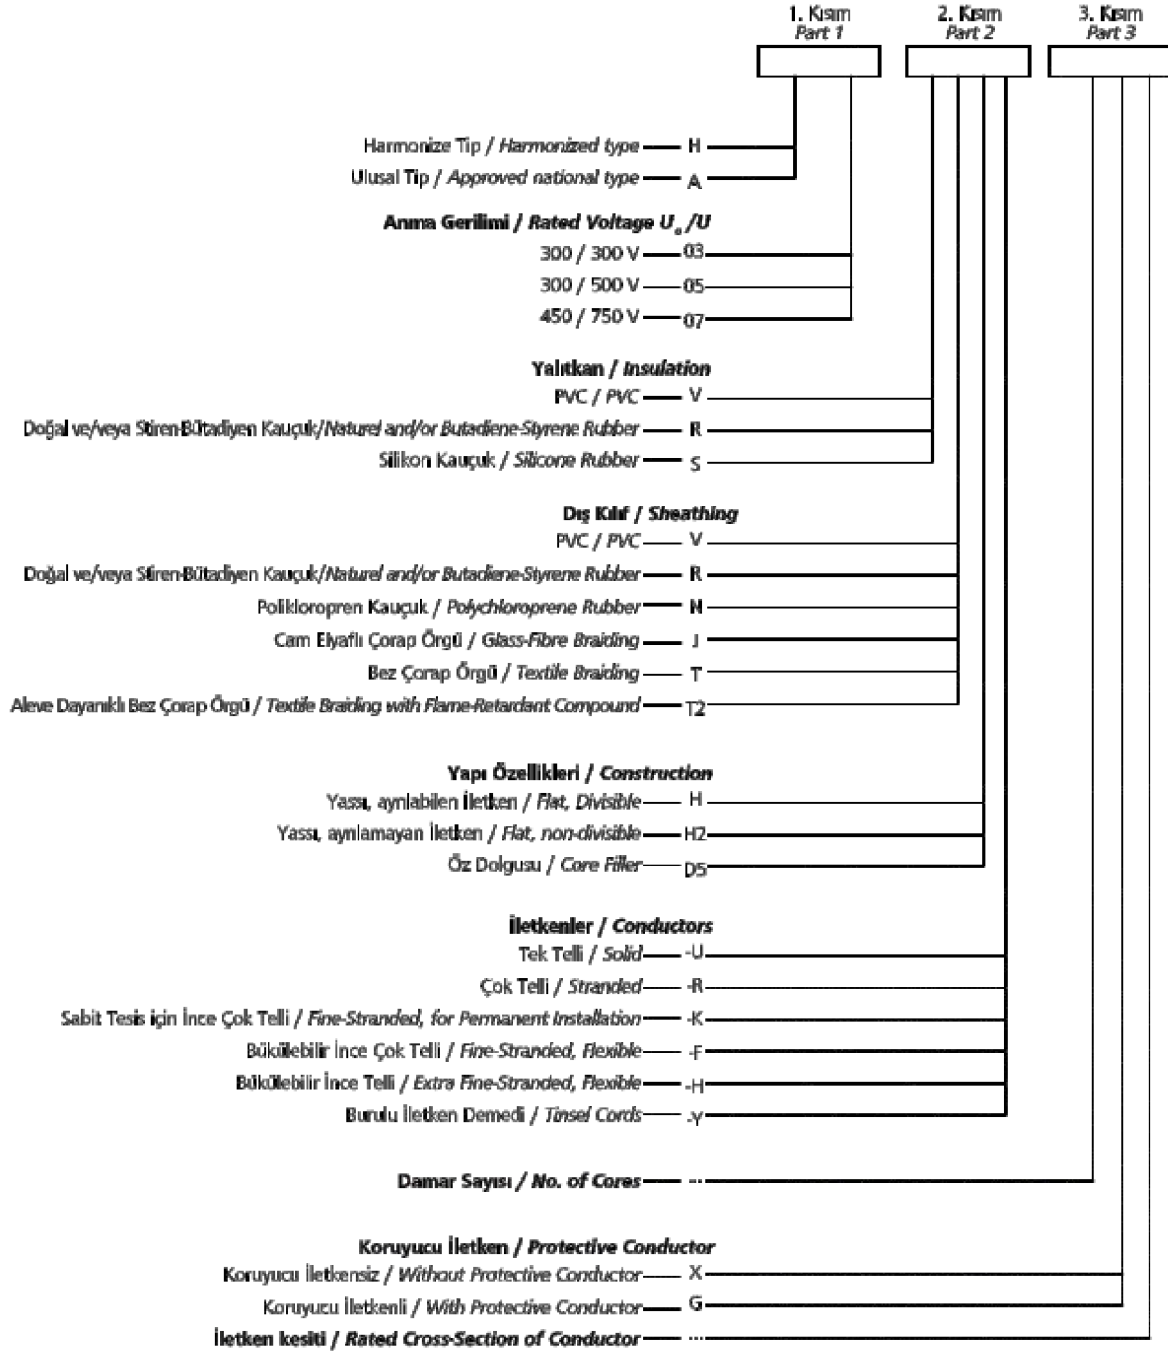 1. Kısım 2. Kısım 3. Kısım
Part 1 Part 2 Part 3
Harmonize Tip / Harmonized type H
Ulusal Tip / Approved national type A
Anma Gerilimi / Rated Voltage Uo/U
300 / 300 V 03
300 / 500 V 05
450 / 750 V 07
Yalıtkan / Insulation
PVC / PVC V
Doğal ve/veya Stiren-Bütadiyen Kauçuk/Naturel and/or Butadiene-Styrene Rubber R
Silikon Kauçuk / Silicone Rubber S
Dış Kılıf / Sheathing
PVC / PVC V
Doğal ve/veya Stiren-Bütadiyen Kauçuk/Naturel and/or Butadiene-Styrene Rubber R
Polikloropren Kauçuk / Polychloroprene Rubber N
Cam Elyaflı Çorap Örgü / Glass-Fibre Braiding J
Bez Çorap Örgü / Textile Braiding T
Aleve Dayanıklı Bez Çorap Örgü / Textile Braiding with Flame-Retardant Compound T2
Yapı Özellikleri / Construction
Yassı, ayrılabilen İletken / Flat, Divisible H
Yassı, ayrılamayan İletken / Flat, non-divisible H2
Öz Dolgusu / Core Filler D5
İletkenler / Conductors
Tek Telli / Solid -U
Çok Telli / Stranded -R
Sabit Tesis için İnce Çok Telli / Fine-Stranded, for Permanent Installation -K
Bükülebilir İnce Çok Telli / Fine-Stranded, Flexible -F
Bükülebilir İnce Telli / Extra Fine-Stranded, Flexible -H
Burulu İletken Demedi / Tinsel Cords -Y
Damar Sayısı / No. of Cores ...
Koruyucu İletken / Protective Conductor
Koruyucu İletkensiz / Without Protective Conductor X
Koruyucu İletkenli / With Protective Conductor G
İletken kesiti / Rated Cross-Section of Conductor ...